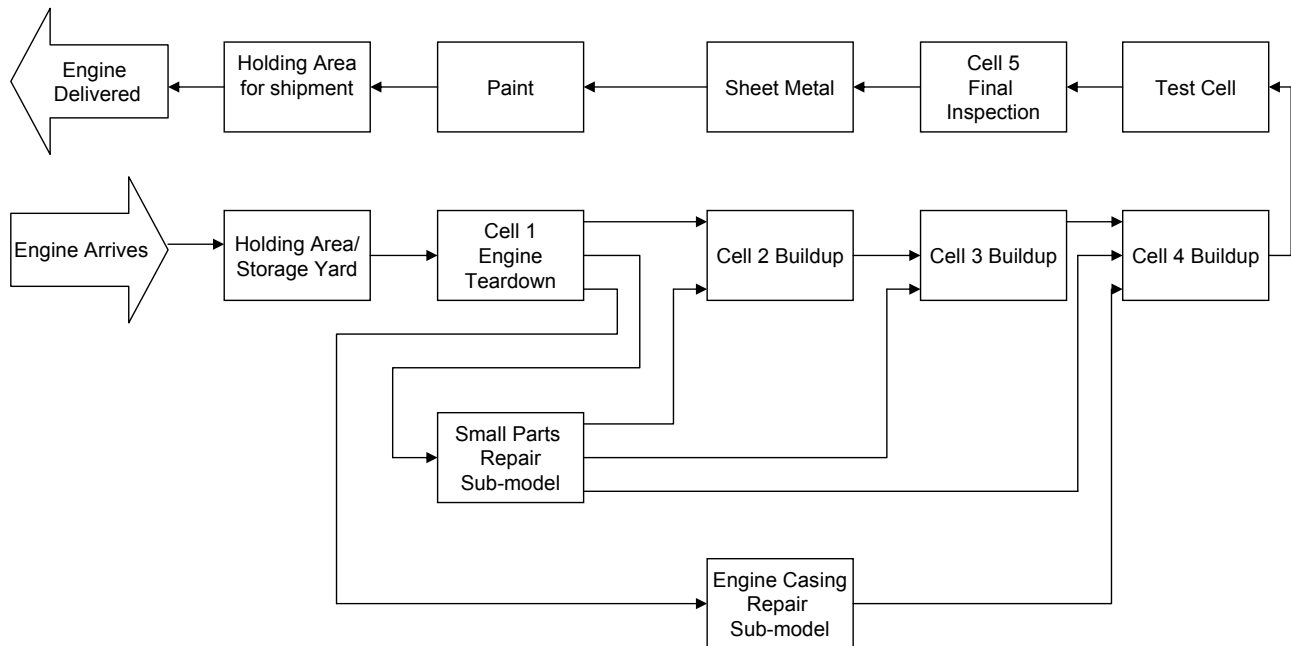 Engine
Delivered
Holding Area
for shipment
Paint
Sheet Metal
Cell 5
Final
Inspection
Test Cell
Engine Arrives
Holding Area/
Storage Yard
Cell 1
Engine
Teardown
Cell 2 Buildup
Cell 3 Buildup
Cell 4 Buildup
Small Parts
Repair
Sub-model
Engine Casing
Repair
Sub-model